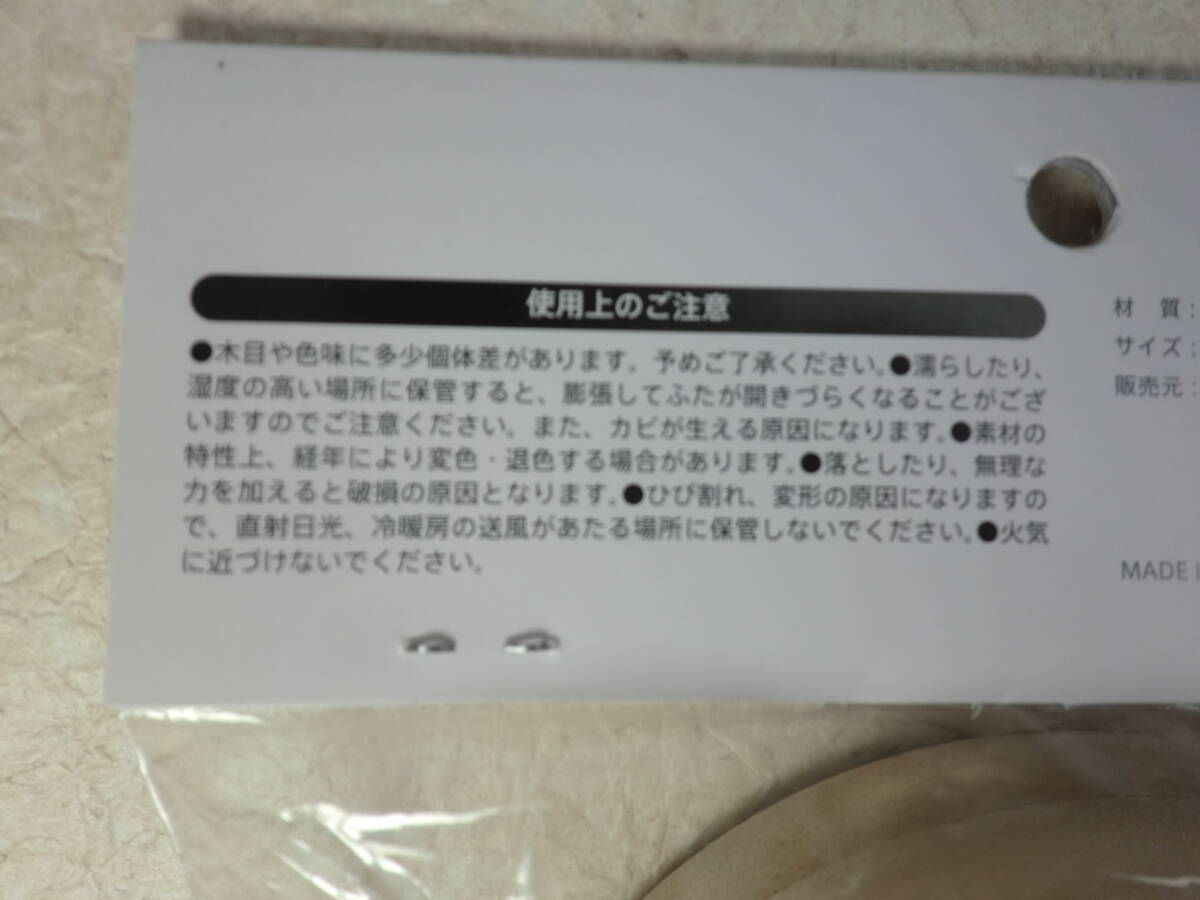 使用上のご注意
●木目や色味に多少個体差があります。予めご了承ください。●濡らしたり、
湿度の高い場所に保管すると、膨張してふたが開きづらくなることがござ
いますのでご注意ください。また、カビが生える原因になります。●素材の
特性上、経年により変色・退色する場合があります。●落としたり、無理な
力を加えると破損の原因となります。●ひび割れ、変形の原因になりますの
で、直射日光、冷暖房の送風があたる場所に保管しないでください。●火気
に近づけないでください。
材 質：
サイズ：
販売元：
MADE